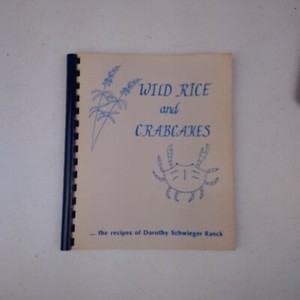 WILD RICE
and
CRABCAKES
... the recipes of Dorothy Schwieger Ranck